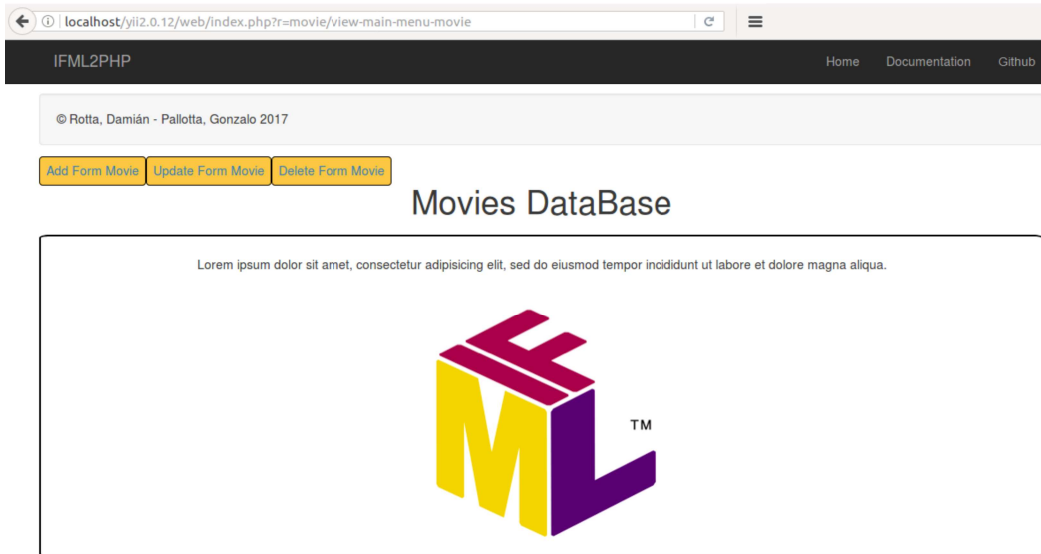 localhost/yii2.0.12/web/index.php?r=movie/view-main-menu-movie
IFML2PHP Home Documentation Github
© Rotta, Damián - Pallotta, Gonzalo 2017
Add Form Movie Update Form Movie Delete Form Movie
Movies DataBase
Lorem ipsum dolor sit amet, consectetur adipisicing elit, sed do eiusmod tempor incididunt ut labore et dolore magna aliqua.
IFML
TM